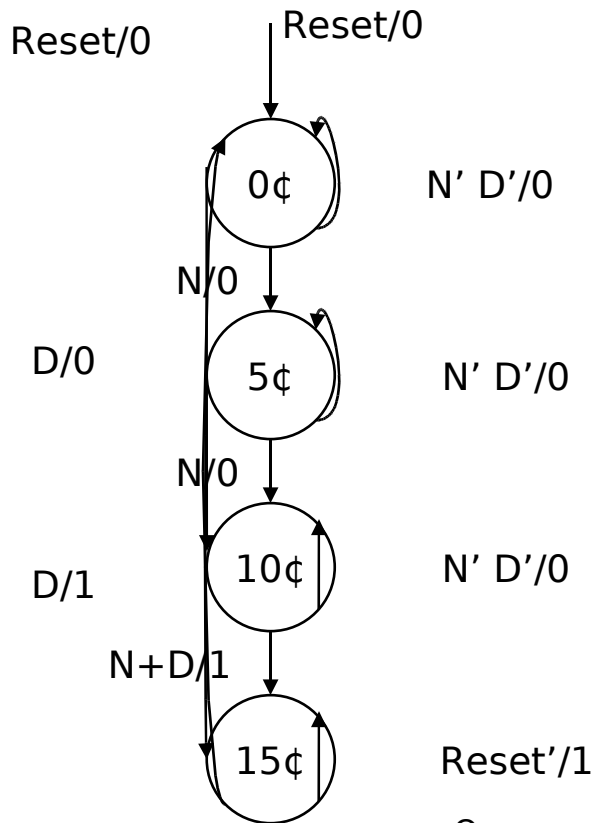 Reset/0
Reset/0
0¢
N’ D’/0
N/0
D/0
5¢
N’ D’/0
N/0
D/1
10¢
N’ D’/0
N+D/1
15¢
Reset’/1